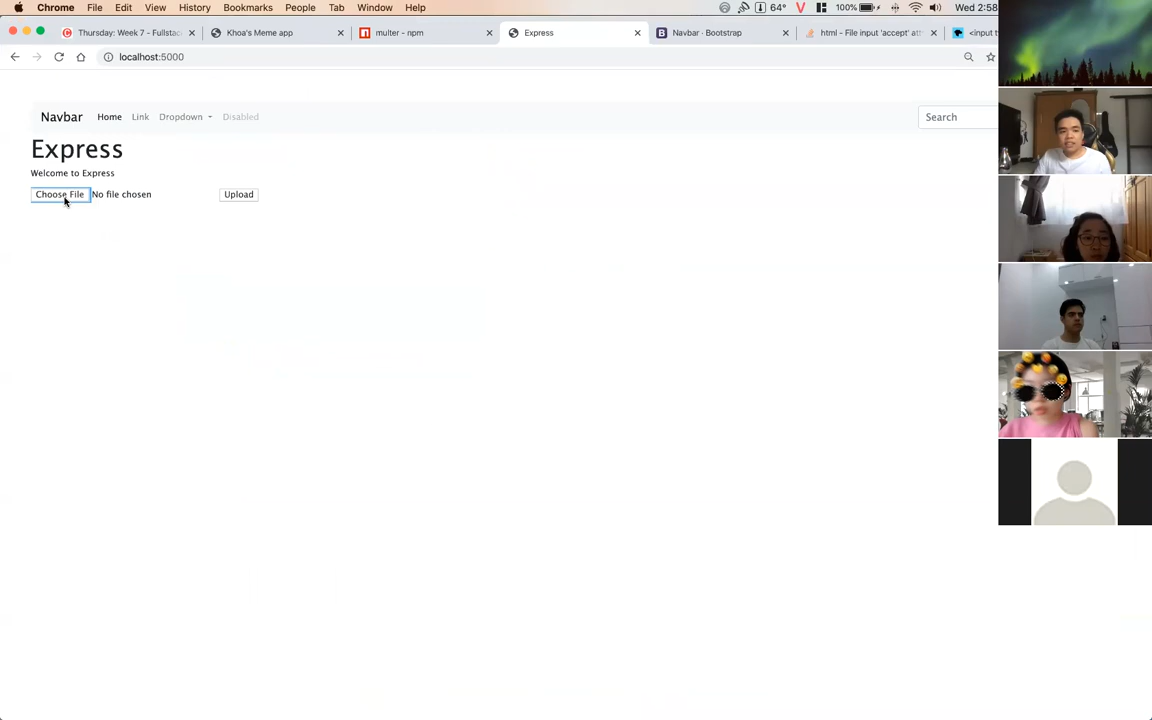 Chrome File Edit View History Bookmarks People Tab Window Help 64° 100% Wed 2:58
Thursday: Week 7 - Fullsta Khoa's Meme app multer - npm Express Navbar · Bootstrap html - File input 'accept' att <input t
localhost:5000
Navbar Home Link Dropdown Disabled Search
Express
Welcome to Express
Choose File No file chosen Upload